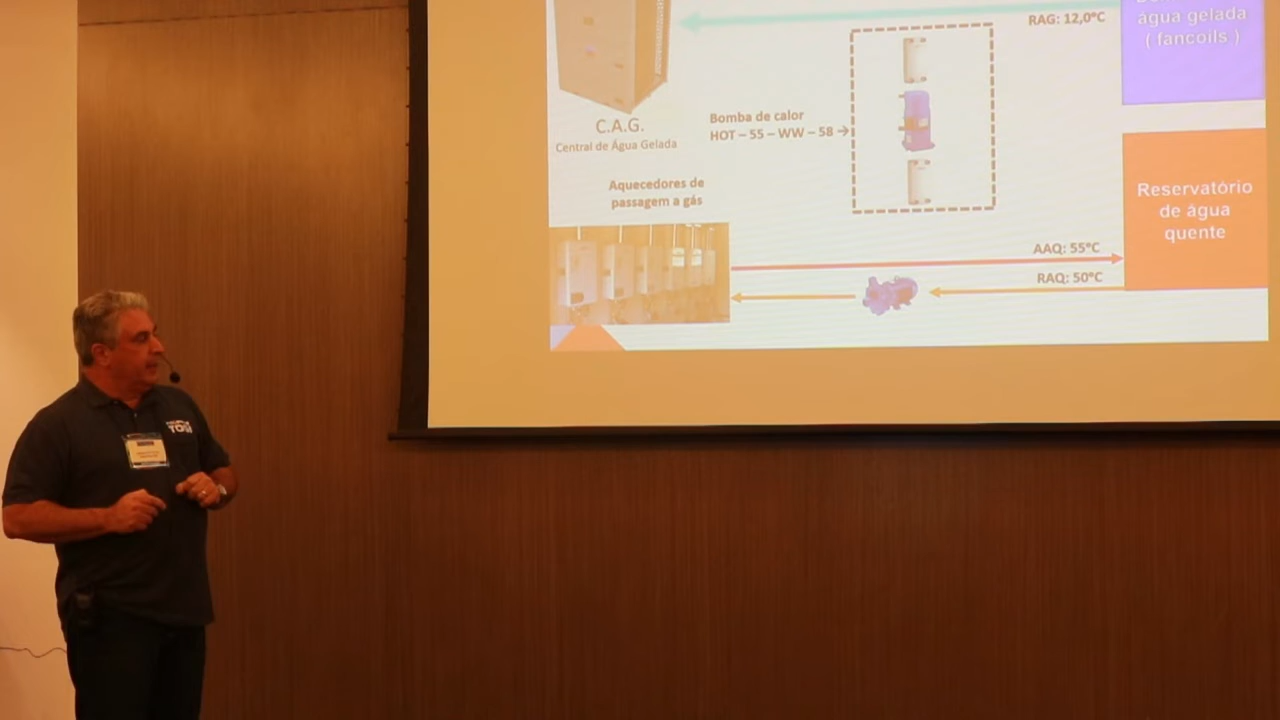 RAG: 12,0°C
água gelada
( fancoils )
C.A.G.
Central de Água Gelada
Bomba de calor
HOT – 55 – WW – 58
Aquecedores de
passagem a gás
Reservatório
de água
quente
AAQ: 55°C
RAQ: 50°C
TOSI